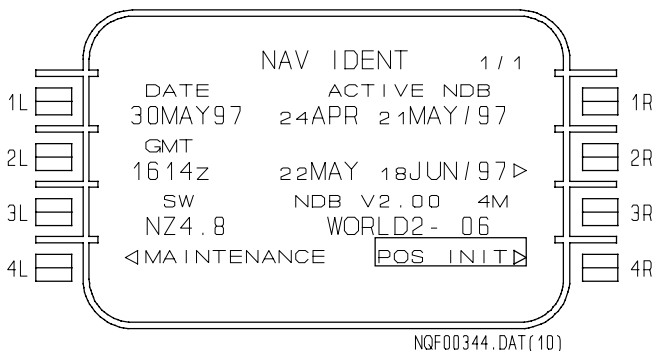 NAV IDENT 1/1
DATE ACTIVE NDB
1L 30MAY97 24APR 21MAY/97 1R
GMT
2L 1614Z 22MAY 18JUN/97▷ 2R
SW NDB V2.00 4M
3L NZ4.8 WORLD2- 06 3R
4L ◁MAINTENANCE POS INIT▷ 4R
NQF00344.DAT(10)